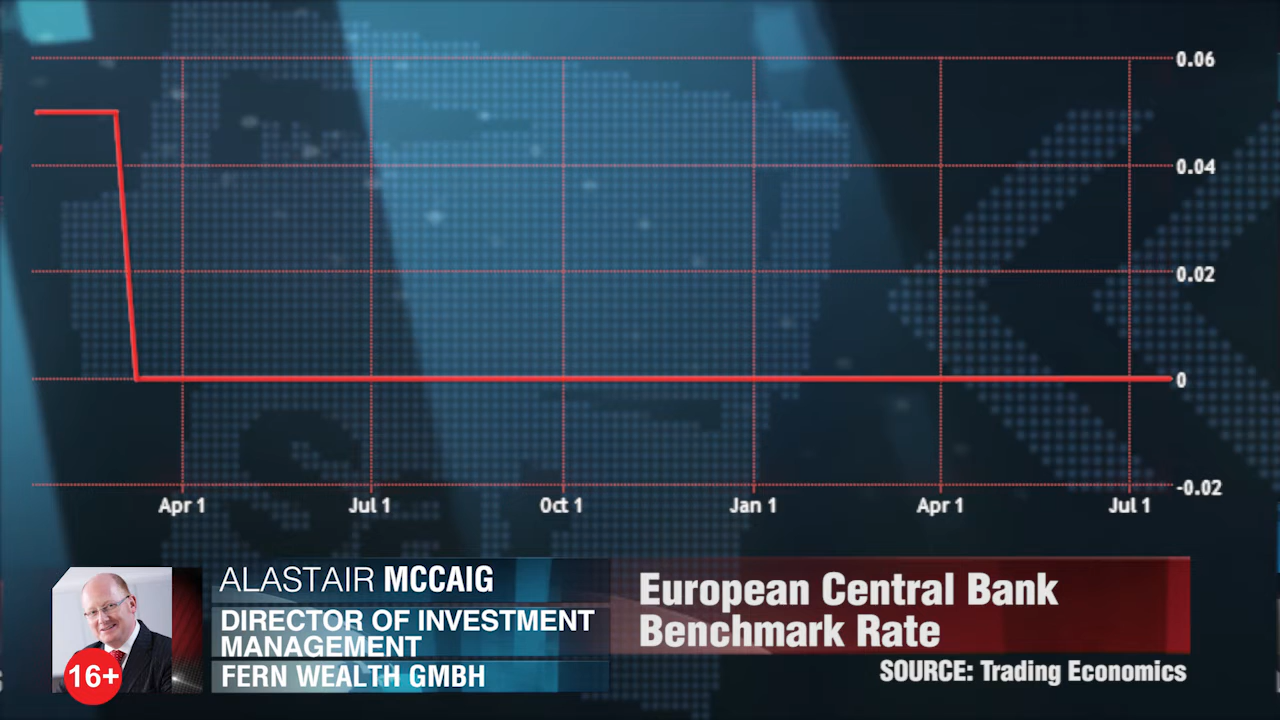 0.06
0.04
0.02
0
-0.02
Apr 1 Jul 1 Oct 1 Jan 1 Apr 1 Jul 1
ALASTAIR MCCAIG
DIRECTOR OF INVESTMENT
MANAGEMENT
FERN WEALTH GMBH
16+
European Central Bank
Benchmark Rate
SOURCE: Trading Economics